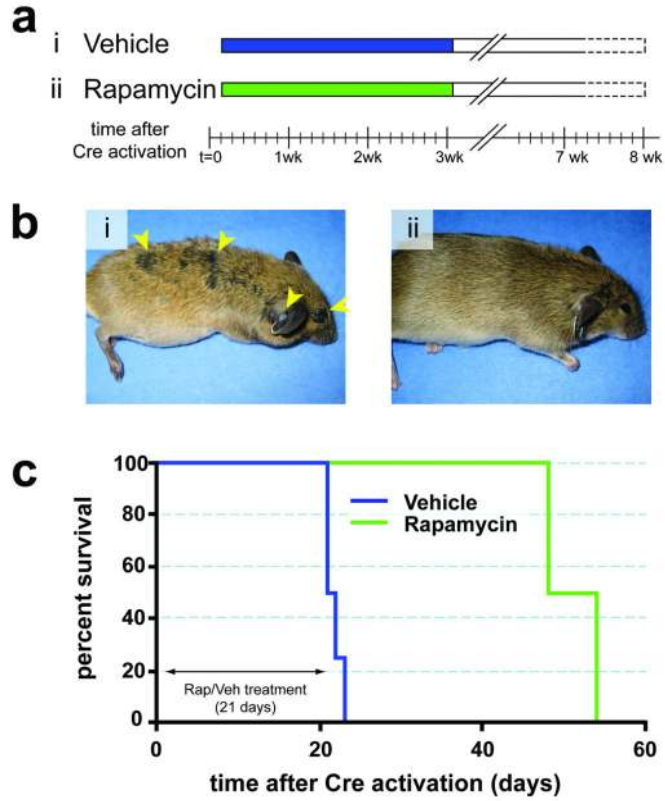 a
i Vehicle
ii Rapamycin
time after
Cre activation
t=0 1wk 2wk 3wk 7 wk 8 wk
b
i ii
c
percent survival
100
80
60
40
20
0
Vehicle
Rapamycin
Rap/Veh treatment
(21 days)
0 20 40 60
time after Cre activation (days)